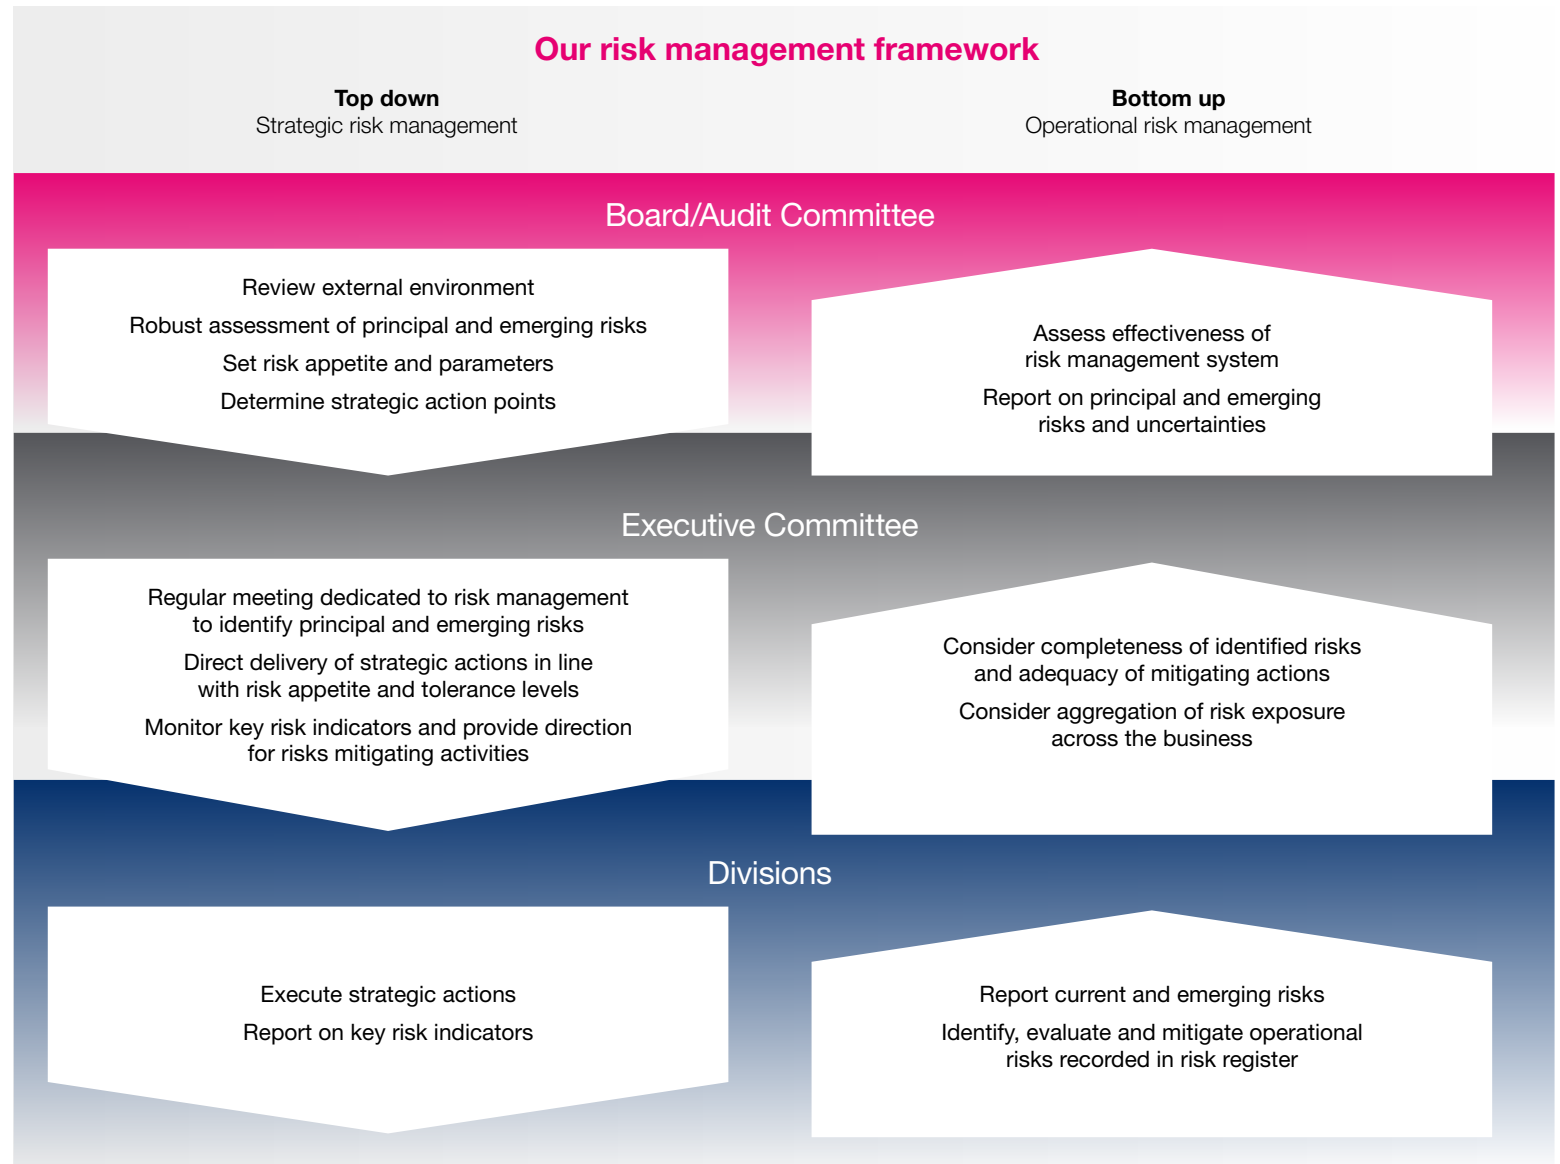 Our risk management framework
Top down
Strategic risk management
Bottom up
Operational risk management
Board/Audit Committee
Review external environment
Robust assessment of principal and emerging risks
Set risk appetite and parameters
Determine strategic action points
Assess effectiveness of
risk management system
Report on principal and emerging
risks and uncertainties
Executive Committee
Regular meeting dedicated to risk management
to identify principal and emerging risks
Direct delivery of strategic actions in line
with risk appetite and tolerance levels
Monitor key risk indicators and provide direction
for risks mitigating activities
Consider completeness of identified risks
and adequacy of mitigating actions
Consider aggregation of risk exposure
across the business
Divisions
Execute strategic actions
Report on key risk indicators
Report current and emerging risks
Identify, evaluate and mitigate operational
risks recorded in risk register